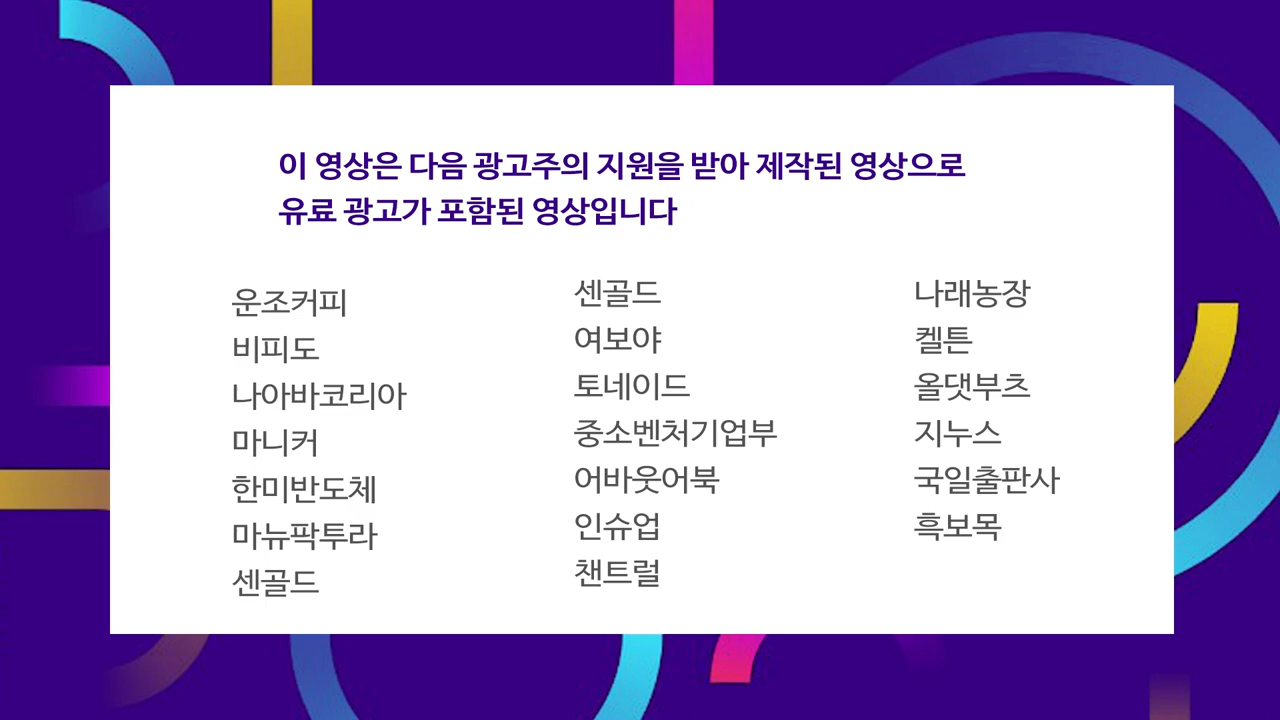 이 영상은 다음 광고주의 지원을 받아 제작된 영상으로
유료 광고가 포함된 영상입니다
운조커피
비피도
나아바코리아
마니커
한미반도체
마뉴팍투라
센골드
센골드
여보야
토네이드
중소벤처기업부
어바웃어북
인슈업
챈트럴
나래농장
켈튼
올댓부츠
지누스
국일출판사
흑보목